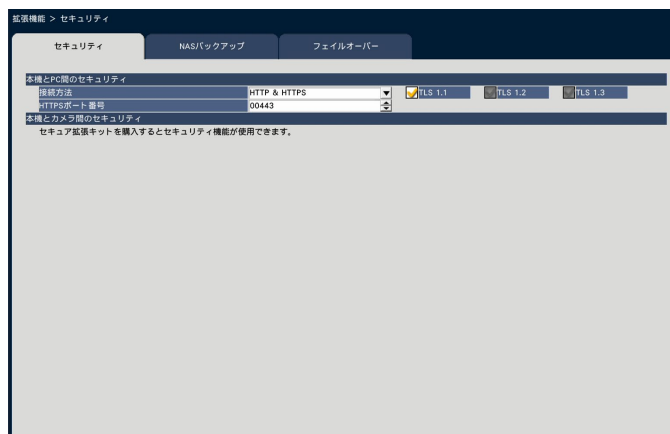 拡張機能 > セキュリティ
セキュリティ NASバックアップ フェイルオーバー
本機とPC間のセキュリティ
接続方法 HTTP & HTTPS TLS 1.1 TLS 1.2 TLS 1.3
HTTPSポート番号 00443
本機とカメラ間のセキュリティ
セキュア拡張キットを購入するとセキュリティ機能が使用できます。